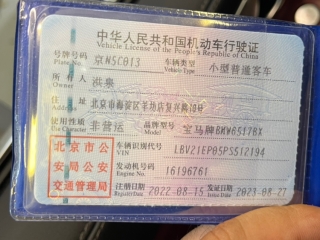 中华人民共和国机动车行驶证
Vehicle License of the People's Republic of China
号牌号码 京N5C013 车辆类型 小型普通客车
Plate No. Vehicle Type
所有人 洪泉
Owner
住址 北京市海淀区羊坊店复兴路
Address
使用性质 非营运 品牌型号 宝马牌BMW6517BX
Use Character Model
北京市公 车辆识别代号 LBV21EP05PSS12194
安局公安 VIN
交通管理局 发动机号码 16196761
Engine No.
注册日期 2022-08-15 发证日期 2023-08-27
Register Date Issue Date